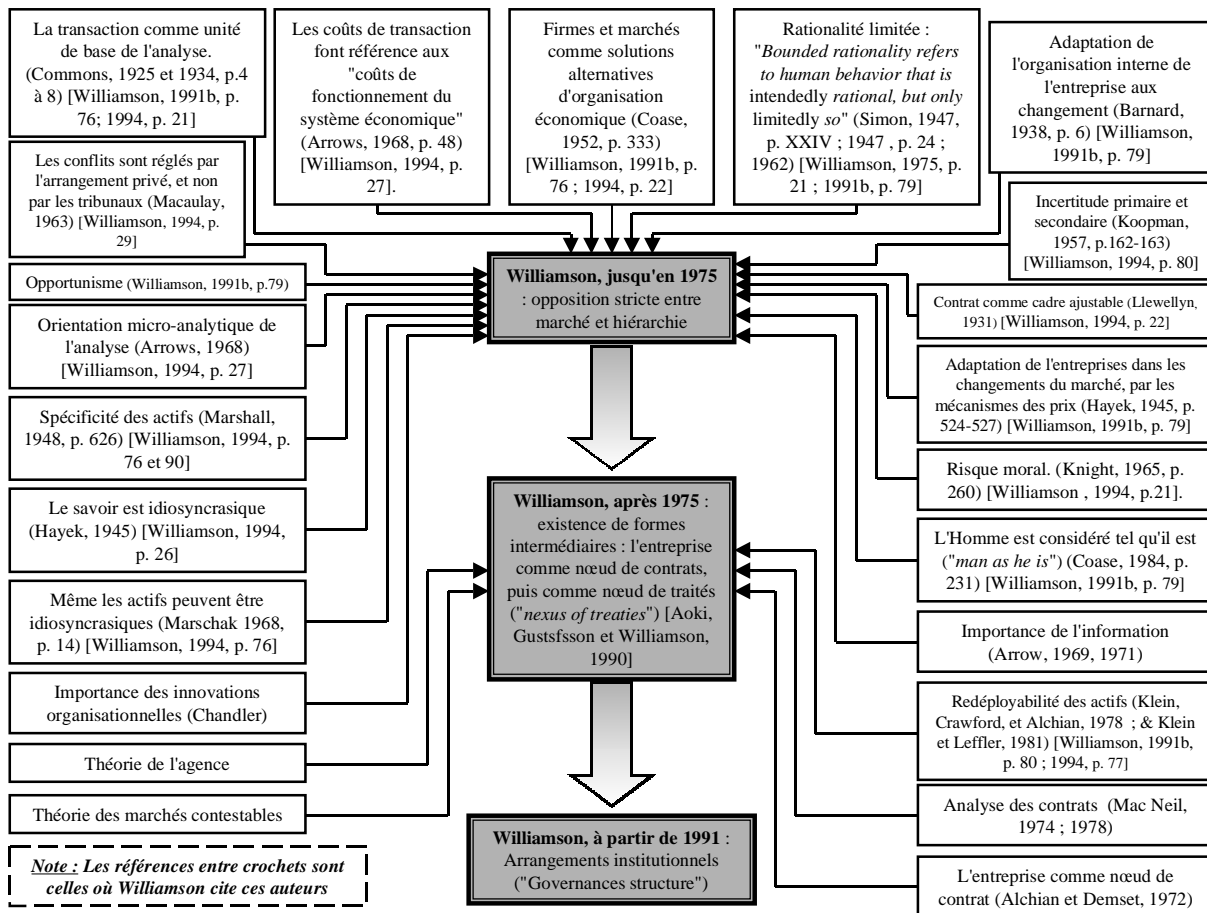 La transaction comme unité
de base de l'analyse.
(Commons, 1925 et 1934, p.4
à 8) [Williamson, 1991b, p.
76; 1994, p. 21]
Les coûts de transaction
font référence aux
"coûts de
fonctionnement du
système économique"
(Arrows, 1968, p. 48)
[Williamson, 1994, p.
27].
Firmes et marchés
comme solutions
alternatives
d'organisation
économique (Coase,
1952, p. 333)
[Williamson, 1991b, p.
76 ; 1994, p. 22]
Rationalité limitée :
"Bounded rationality refers
to human behavior that is
intendedly rational, but only
limitedly so" (Simon, 1947,
p. XXIV ; 1947 , p. 24 ;
1962) [Williamson, 1975, p.
21 ; 1991b, p. 79]
Adaptation de
l'organisation interne de
l'entreprise aux
changement (Barnard,
1938, p. 6) [Williamson,
1991b, p. 79]
Les conflits sont réglés par
l'arrangement privé, et non
par les tribunaux (Macaulay,
1963) [Williamson, 1994, p.
29]
Opportunisme (Williamson, 1991b, p.79)
Orientation micro-analytique de
l'analyse (Arrows, 1968)
[Williamson, 1994, p. 27]
Spécificité des actifs (Marshall,
1948, p. 626) [Williamson, 1994, p.
76 et 90]
Le savoir est idiosyncrasique
(Hayek, 1945) [Williamson, 1994,
p. 26]
Même les actifs peuvent être
idiosyncrasiques (Marschak 1968,
p. 14) [Williamson, 1994, p. 76]
Importance des innovations
organisationnelles (Chandler)
Théorie de l'agence
Théorie des marchés contestables
Note : Les références entre crochets sont
celles où Williamson cite ces auteurs
Williamson, jusqu'en 1975
: opposition stricte entre
marché et hiérarchie
Williamson, après 1975 :
existence de formes
intermédiaires : l'entreprise
comme nœud de contrats,
puis comme nœud de traités
("nexus of treaties") [Aoki,
Gustsfsson et Williamson,
1990]
Williamson, à partir de 1991 :
Arrangements institutionnels
("Governances structure")
Incertitude primaire et
secondaire (Koopman,
1957, p.162-163)
[Williamson, 1994, p. 80]
Contrat comme cadre ajustable (Llewellyn,
1931) [Williamson, 1994, p. 22]
Adaptation de l'entreprises dans les
changements du marché, par les
mécanismes des prix (Hayek, 1945, p.
524-527) [Williamson, 1991b, p. 79]
Risque moral. (Knight, 1965, p.
260) [Williamson , 1994, p.21].
L'Homme est considéré tel qu'il est
("man as he is") (Coase, 1984, p.
231) [Williamson, 1991b, p. 79]
Importance de l'information
(Arrow, 1969, 1971)
Redéployabilité des actifs (Klein,
Crawford, et Alchian, 1978 ; & Klein
et Leffler, 1981) [Williamson, 1991b,
p. 80 ; 1994, p. 77]
Analyse des contrats (Mac Neil,
1974 ; 1978)
L'entreprise comme nœud de
contrat (Alchian et Demset, 1972)